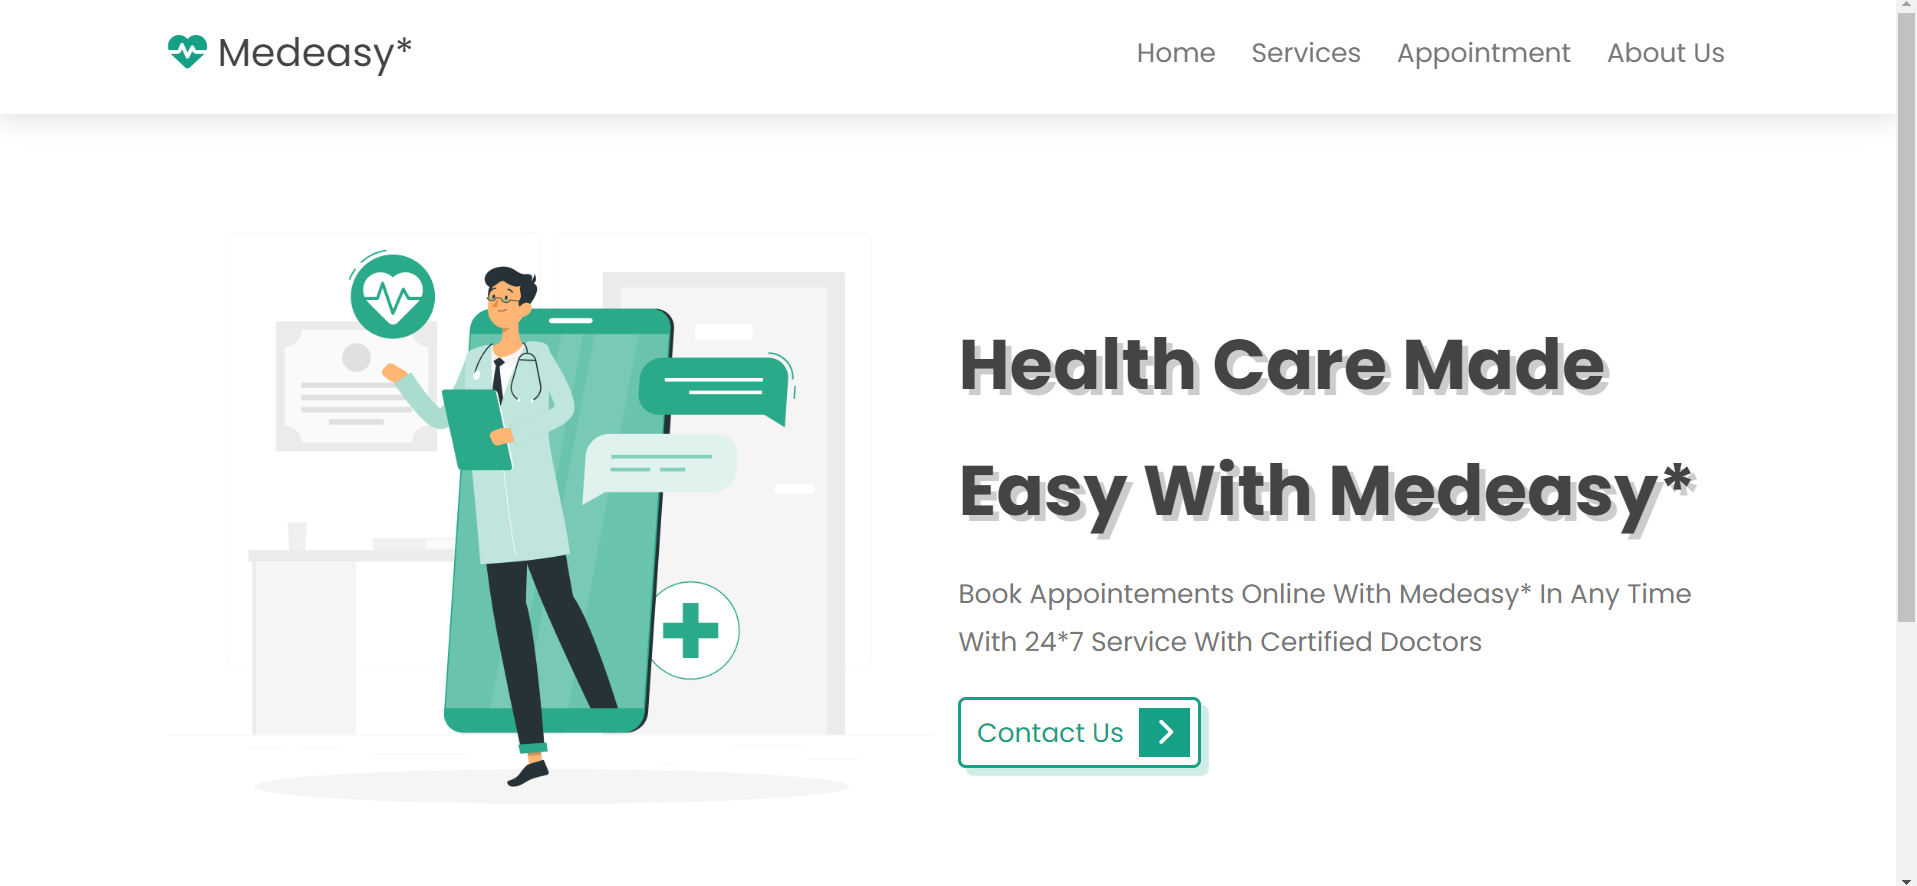 Medeasy*
Home Services Appointment About Us
Health Care Made
Easy With Medeasy*
Book Appointements Online With Medeasy* In Any Time
With 24*7 Service With Certified Doctors
Contact Us